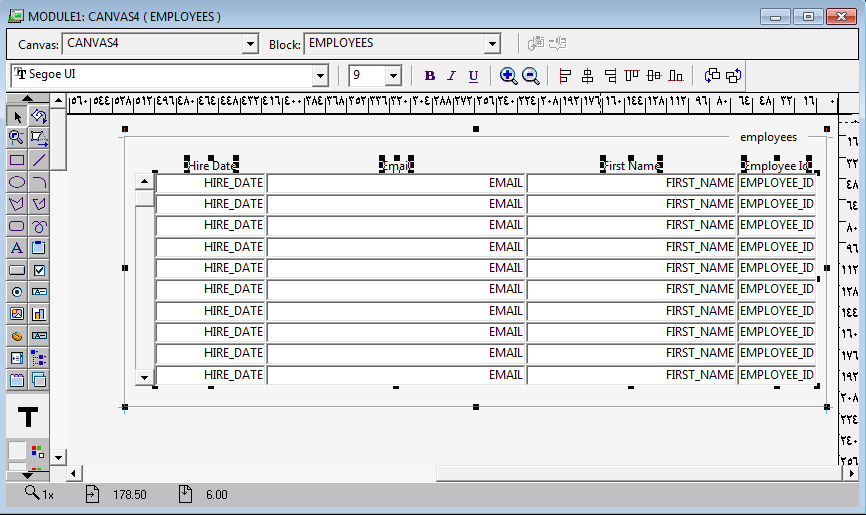 MODULE1: CANVAS4 ( EMPLOYEES )
Canvas: CANVAS4 Block: EMPLOYEES
Segoe UI 9 B I U
٥٦٠ ٥٤٤ ٥٢٨ ٥١٢ ٤٩٦ ٤٨٠ ٤٦٤ ٤٤٨ ٤٣٢ ٤١٦ ٤٠٠ ٣٨٤ ٣٦٨ ٣٥٢ ٣٣٦ ٣٢٠ ٣٠٤ ٢٨٨ ٢٧٢ ٢٥٦ ٢٤٠ ٢٢٤ ٢٠٨ ١٩٢ ١٧٦ ١٦٠ ١٤٤ ١٢٨ ١١٢ ٩٦ ٨٠ ٦٤ ٤٨ ٣٢ ١٦ ٠
employees
١٦
Hire Date Email First Name Employee Id
٣٢
HIRE_DATE EMAIL FIRST_NAME EMPLOYEE_ID
٤٨
HIRE_DATE EMAIL FIRST_NAME EMPLOYEE_ID
٦٤
HIRE_DATE EMAIL FIRST_NAME EMPLOYEE_ID
٨٠
HIRE_DATE EMAIL FIRST_NAME EMPLOYEE_ID
٩٦
HIRE_DATE EMAIL FIRST_NAME EMPLOYEE_ID
١١٢
HIRE_DATE EMAIL FIRST_NAME EMPLOYEE_ID
١٢٨
HIRE_DATE EMAIL FIRST_NAME EMPLOYEE_ID
١٤٤
HIRE_DATE EMAIL FIRST_NAME EMPLOYEE_ID
١٦٠
HIRE_DATE EMAIL FIRST_NAME EMPLOYEE_ID
١٧٦
HIRE_DATE EMAIL FIRST_NAME EMPLOYEE_ID
١٩٢
٢٠٨
٢٢٤
٢٤٠
٢٥٦
T
1x 178.50 6.00